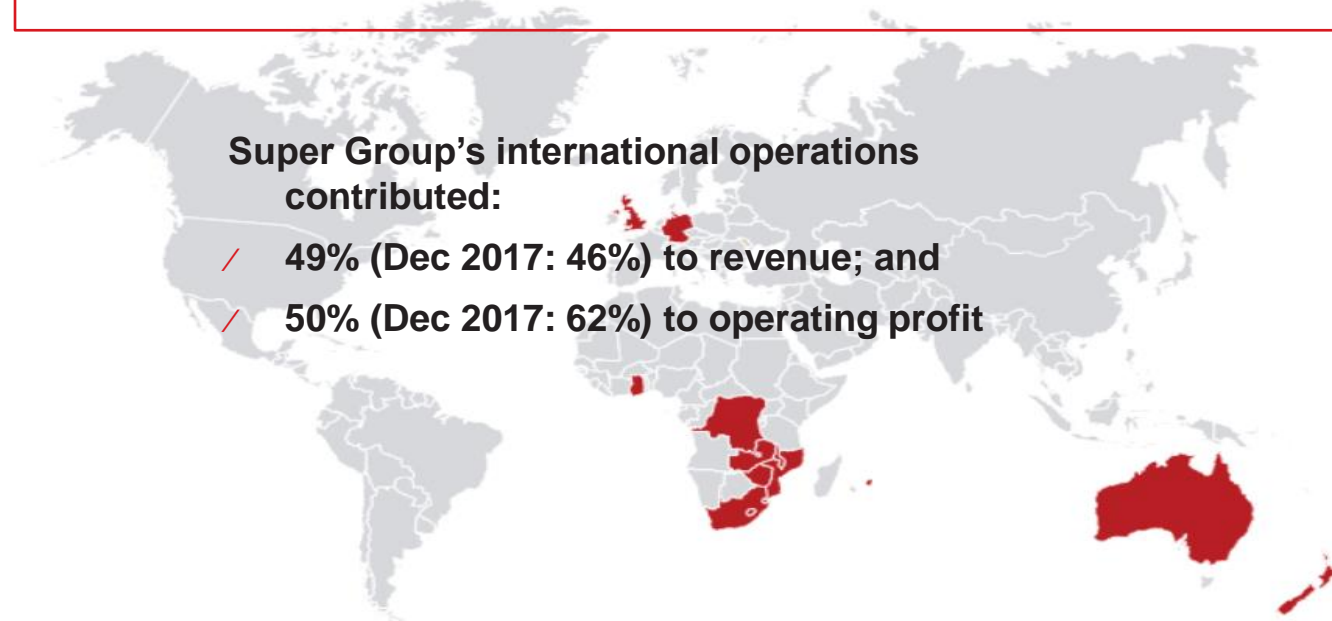 Super Group’s international operations
contributed:
⁄ 49% (Dec 2017: 46%) to revenue; and
⁄ 50% (Dec 2017: 62%) to operating profit